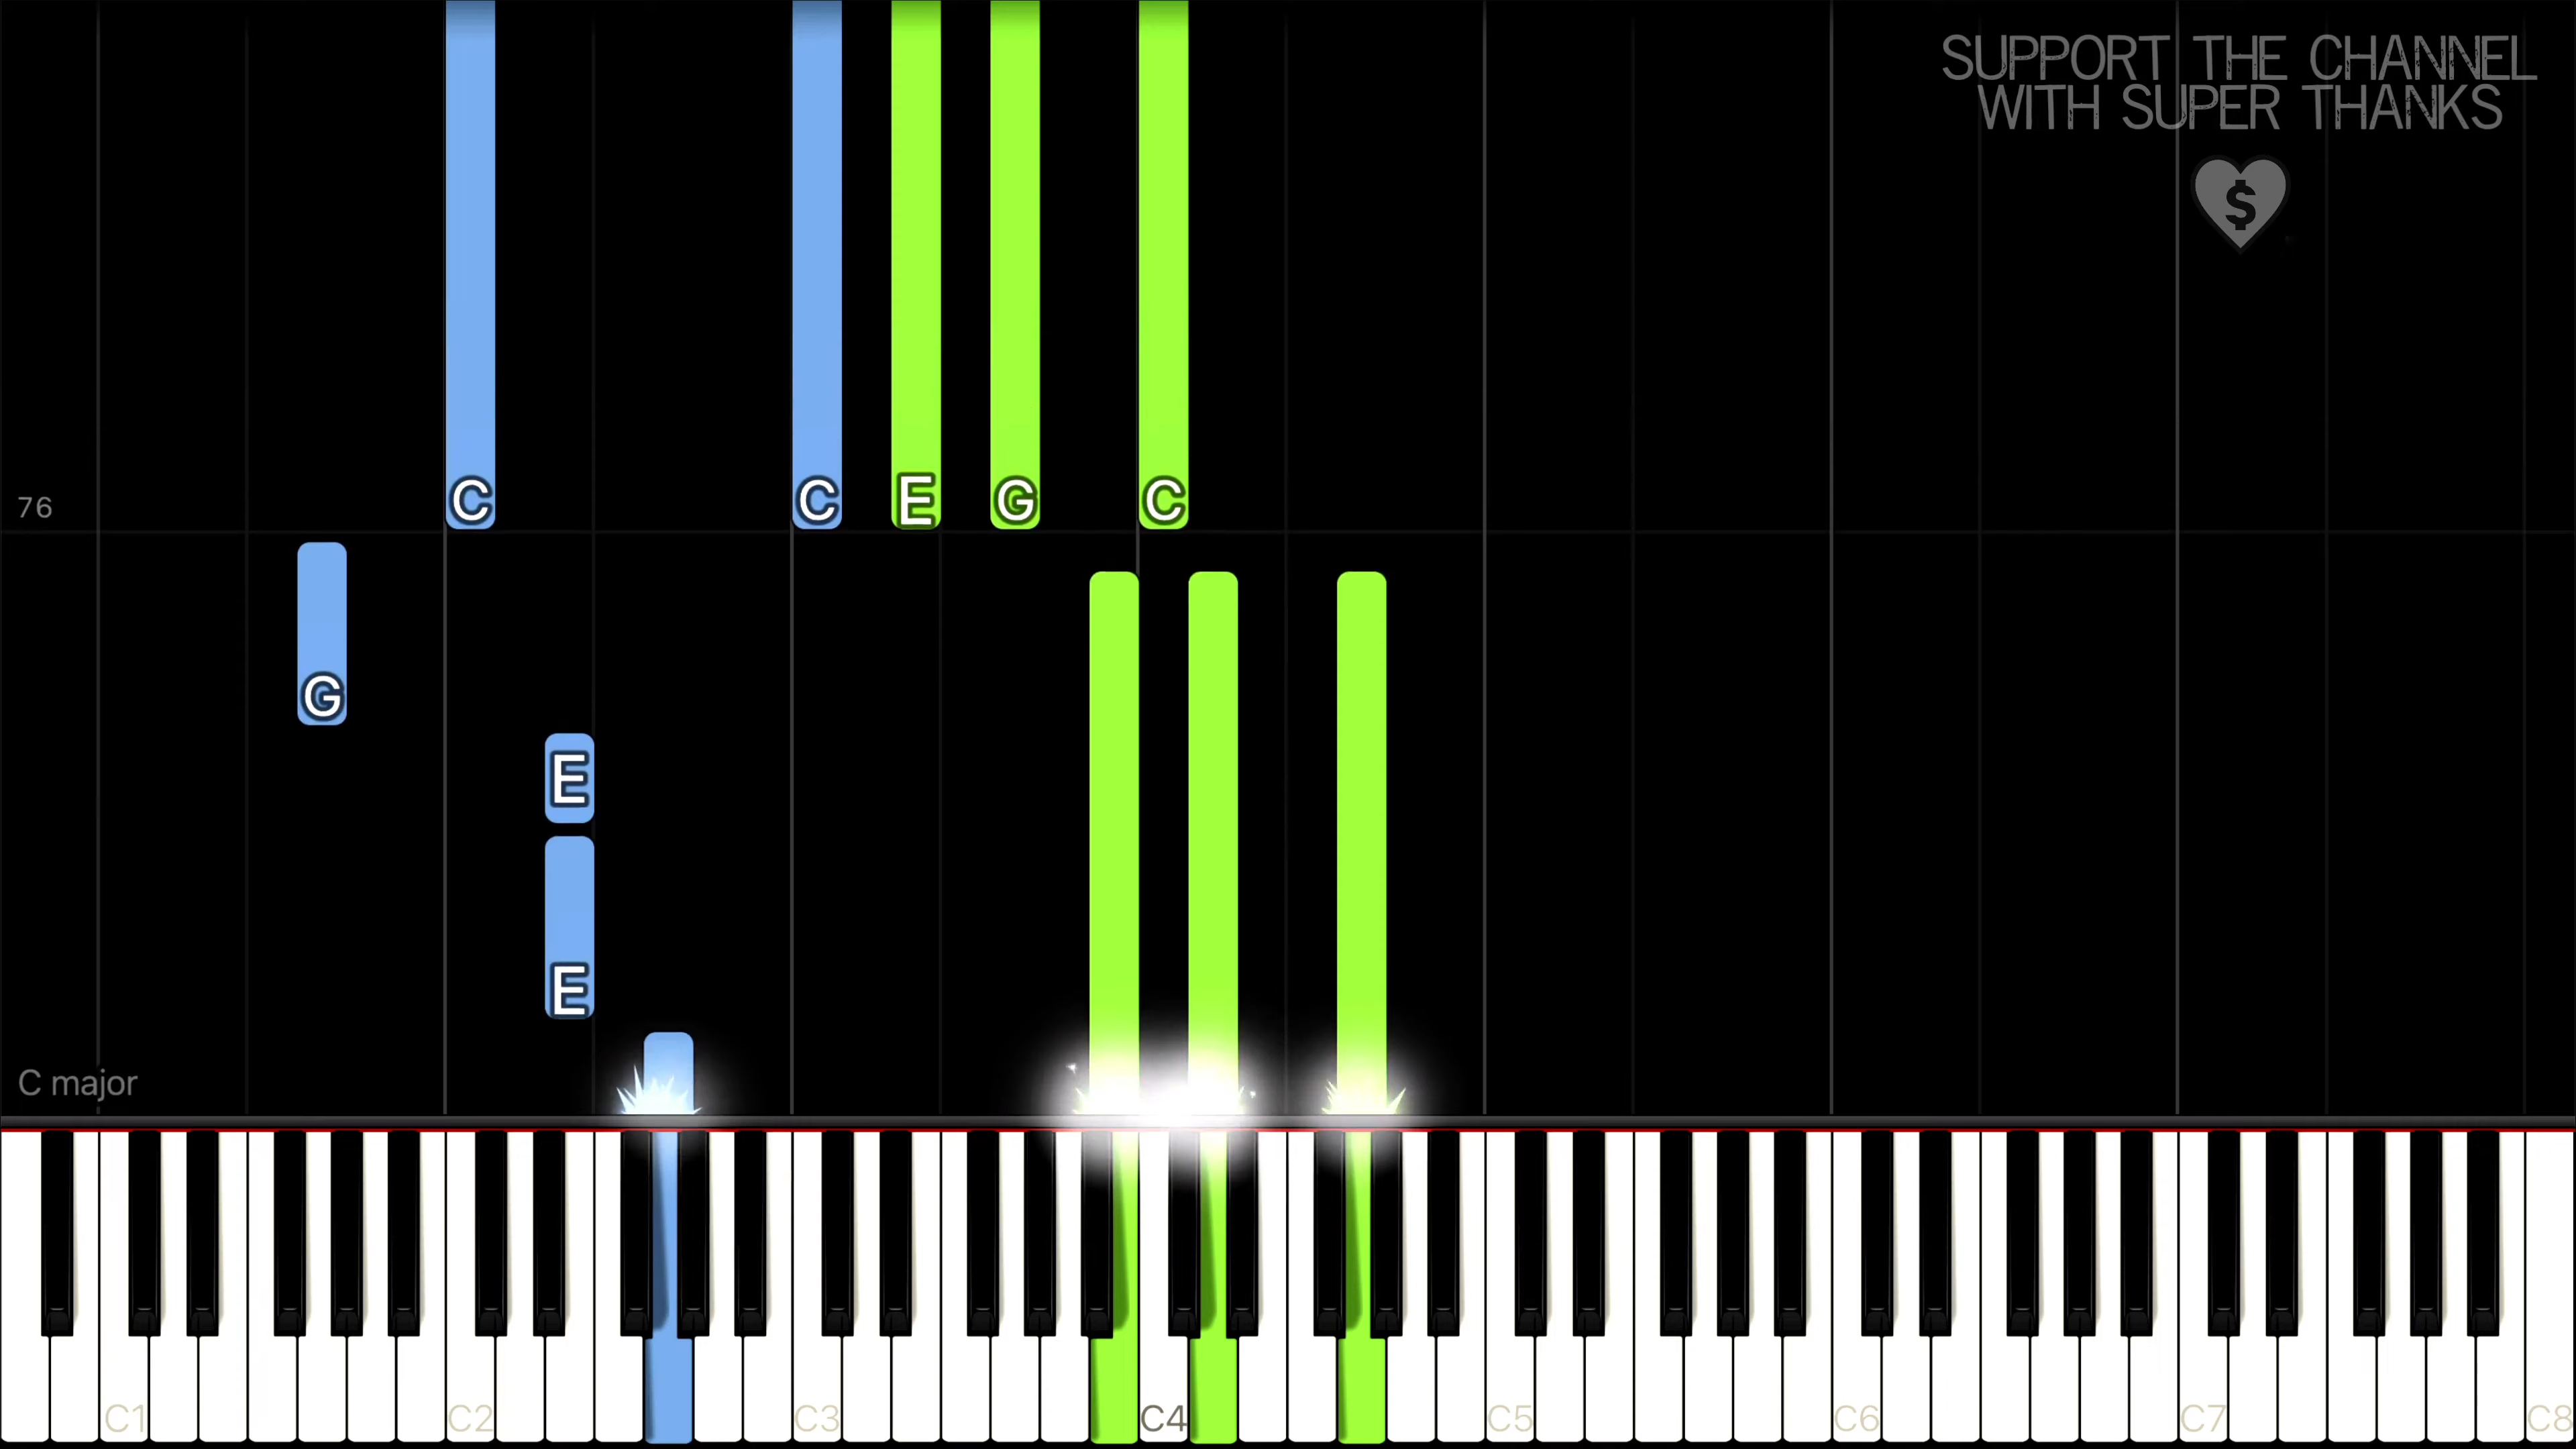 SUPPORT THE CHANNEL
WITH SUPER THANKS
$
C C E G C
76
G
E
E
C major
C1 C2 C3 C4 C5 C6 C7 C8